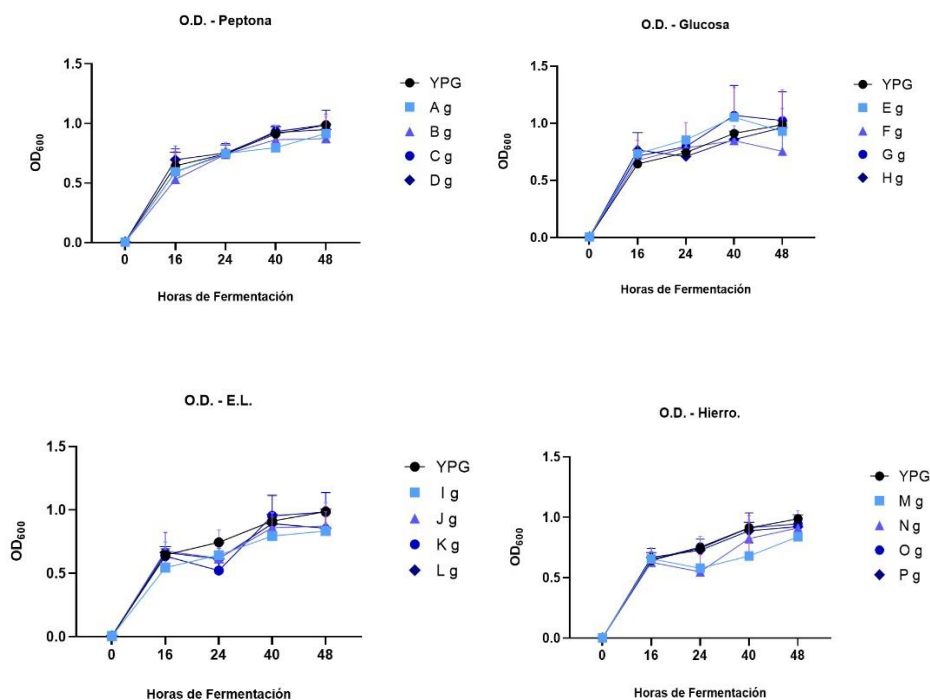 O.D. - Peptona
1.5
1.0
0.5
0.0
OD600
0
16
24
40
48
Horas de Fermentación
YPG
A g
B g
C g
D g
O.D. - Glucosa
1.5
1.0
0.5
0.0
OD600
0
16
24
40
48
Horas de Fermentación
YPG
E g
F g
G g
H g
O.D. - E.L.
1.5
1.0
0.5
0.0
OD600
0
16
24
40
48
Horas de Fermentación
YPG
I g
J g
K g
L g
O.D. - Hierro.
1.5
1.0
0.5
0.0
OD600
0
16
24
40
48
Horas de Fermentación
YPG
M g
N g
O g
P g